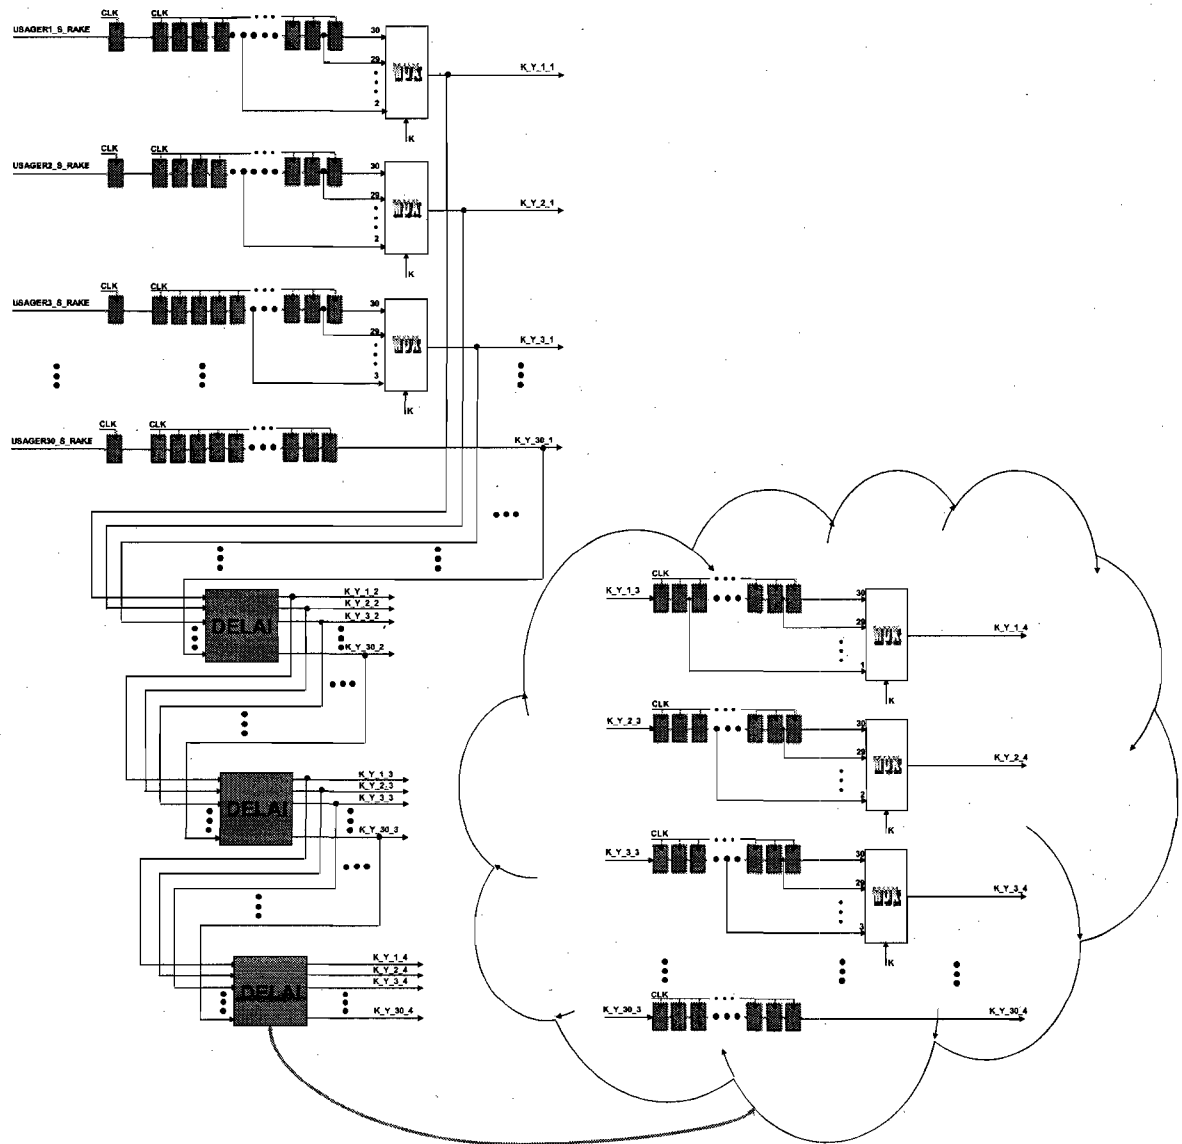 CLK CLK
USAGER1_S_RAKE
30
29
2
MUX
K
K_Y_1_1
CLK CLK
USAGER2_S_RAKE
30
29
2
MUX
K
K_Y_2_1
CLK CLK
USAGER3_S_RAKE
30
29
3
MUX
K
K_Y_3_1
CLK CLK
USAGER30_S_RAKE
K_Y_30_1
DELAI
K_Y_1_2
K_Y_2_2
K_Y_3_2
K_Y_30_2
DELAI
K_Y_1_3
K_Y_2_3
K_Y_3_3
K_Y_30_3
DELAI
K_Y_1_4
K_Y_2_4
K_Y_3_4
K_Y_30_4
CLK
K_Y_1_3
30
29
1
MUX
K
K_Y_1_4
CLK
K_Y_2_3
30
29
2
MUX
K
K_Y_2_4
CLK
K_Y_3_3
30
29
3
MUX
K
K_Y_3_4
CLK
K_Y_30_3
K_Y_30_4